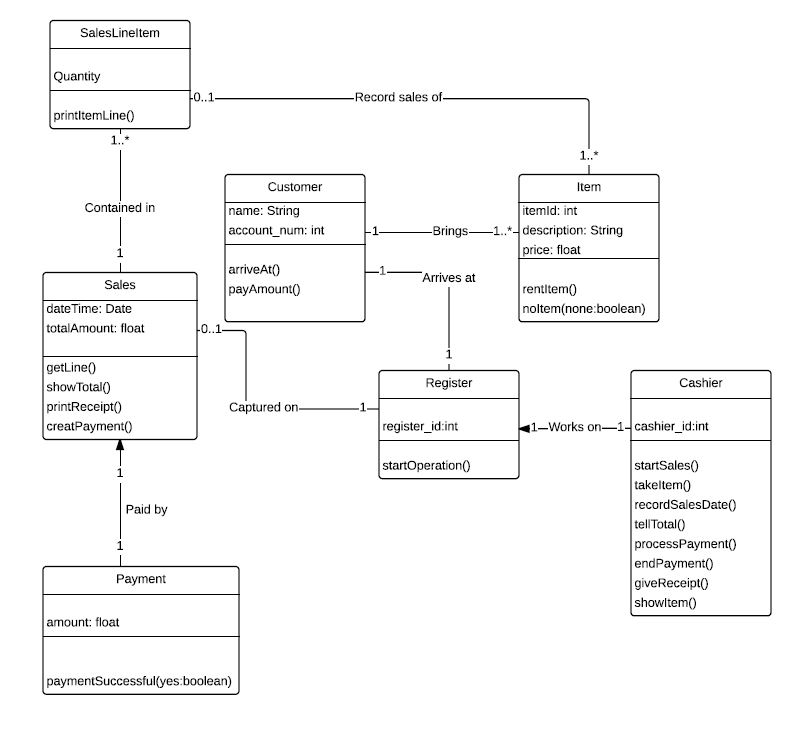 SalesLineItem
Quantity
printItemLine()
0..1
Record sales of
1..*
1..*
Contained in
1
Customer
name: String
account_num: int
arriveAt()
payAmount()
1
Brings
1..*
Item
itemId: int
description: String
price: float
rentItem()
noItem(none:boolean)
1
Arrives at
1
Sales
dateTime: Date
totalAmount: float
getLine()
showTotal()
printReceipt()
creatPayment()
0..1
Captured on
1
Register
register_id:int
startOperation()
1
Works on
1
Cashier
cashier_id:int
startSales()
takeItem()
recordSalesDate()
tellTotal()
processPayment()
endPayment()
giveReceipt()
showItem()
1
Paid by
1
Payment
amount: float
paymentSuccessful(yes:boolean)